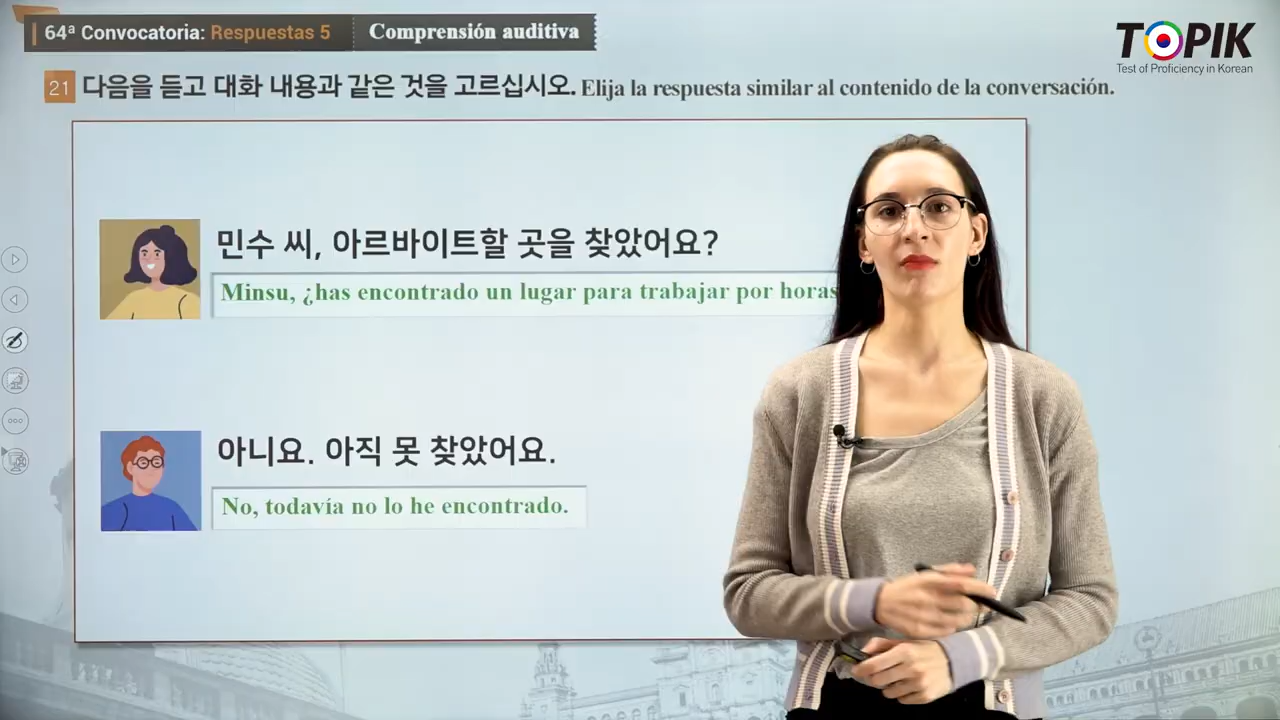 64ª Convocatoria: Respuestas 5
Comprensión auditiva
TOPIK
Test of Proficiency in Korean
21 다음을 듣고 대화 내용과 같은 것을 고르십시오. Elija la respuesta similar al contenido de la conversación.
민수 씨, 아르바이트할 곳을 찾았어요?
Minsu, ¿has encontrado un lugar para trabajar por horas
아니요. 아직 못 찾았어요.
No, todavía no lo he encontrado.